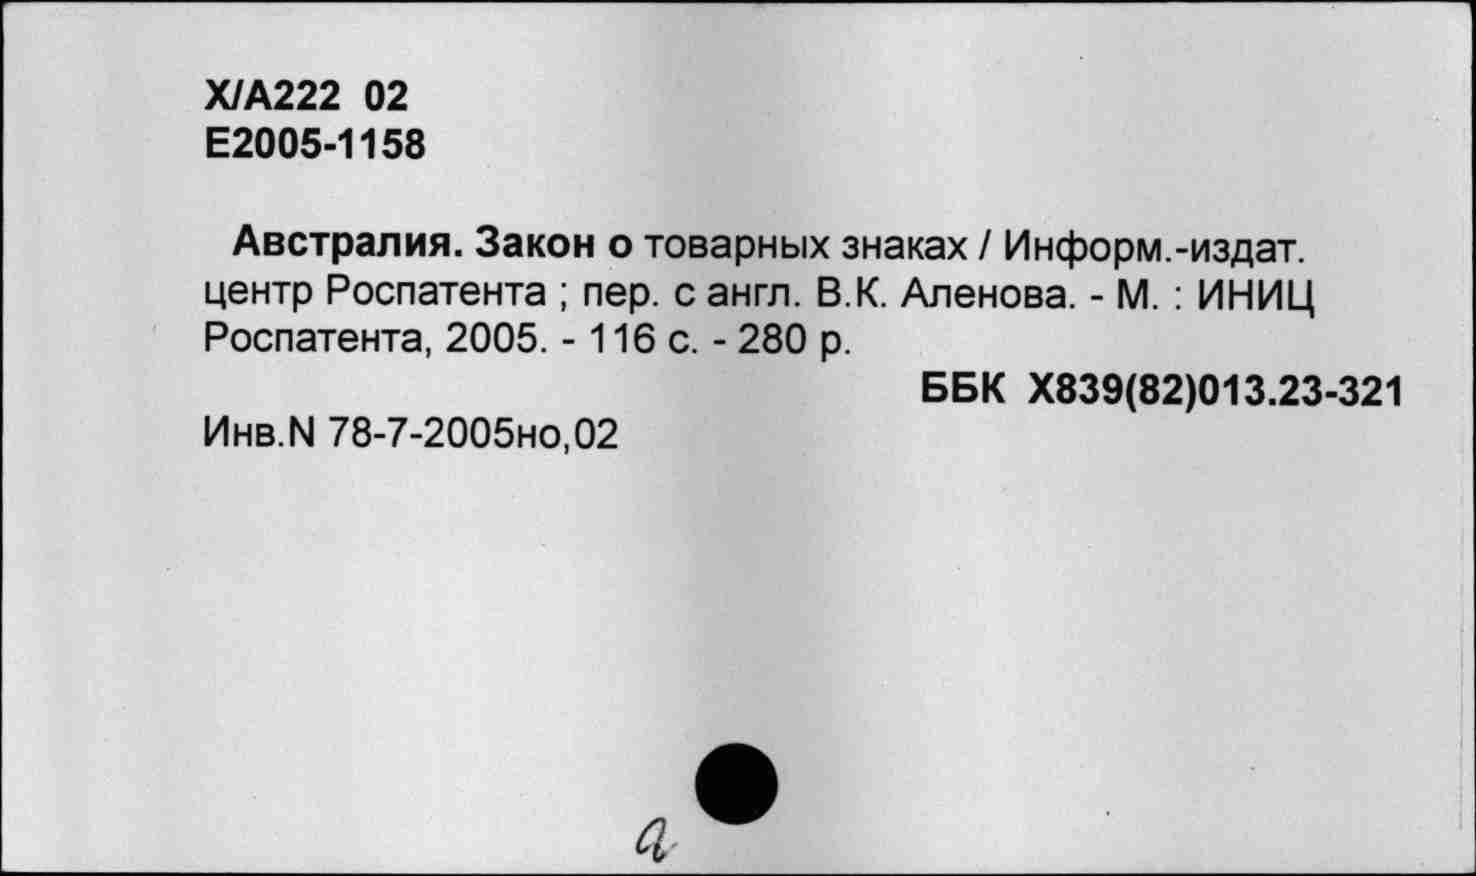 Х/А222 02
Е2005-1158
Австралия. Закон о товарных знаках / Информ.-издат.
центр Роспатента ; пер. с англ. В.К. Аленова. - М. : ИНИЦ
Роспатента, 2005. - 116 с. - 280 р.
ББК Х839(82)013.23-321
Инв.N 78-7-2005но,02
а